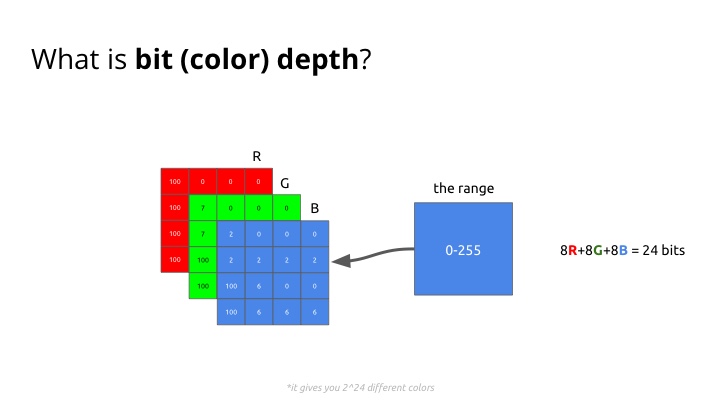 What is bit (color) depth?
R
100 0 0 0
G
100 7 0 0 0
B
100 7 2 0 0 0
100 100 2 2 2 2
100 100 6 0 0
100 6 6 6
the range
0-255
8R+8G+8B = 24 bits
*it gives you 2^24 different colors